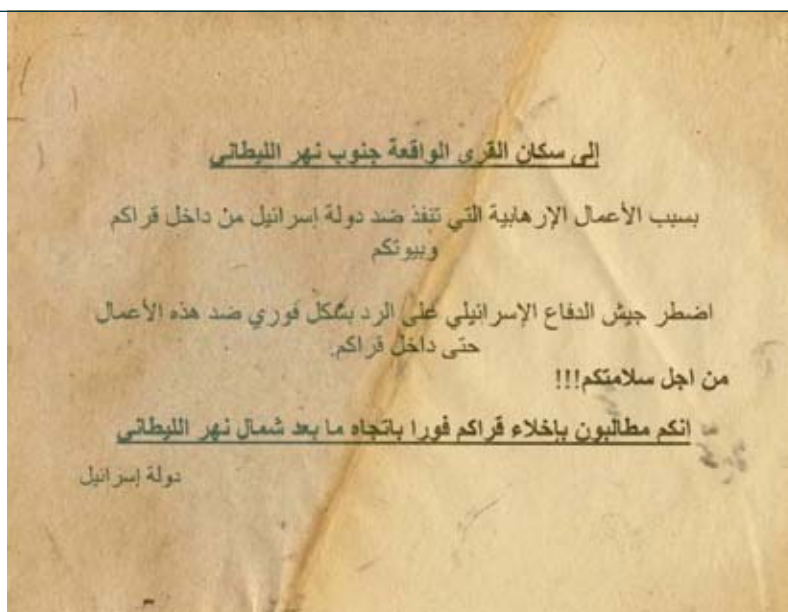 إلى سكان القرى الواقعة جنوب نهر الليطاني
بسبب الأعمال الإرهابية التي تنفذ ضد دولة إسرائيل من داخل قراكم
وبيوتكم
اضطر جيش الدفاع الإسرائيلي على الرد بشكل فوري ضد هذه الأعمال
حتى داخل قراكم.
من اجل سلامتكم!!!
انكم مطالبون بإخلاء قراكم فورا باتجاه ما بعد شمال نهر الليطاني
دولة إسرائيل